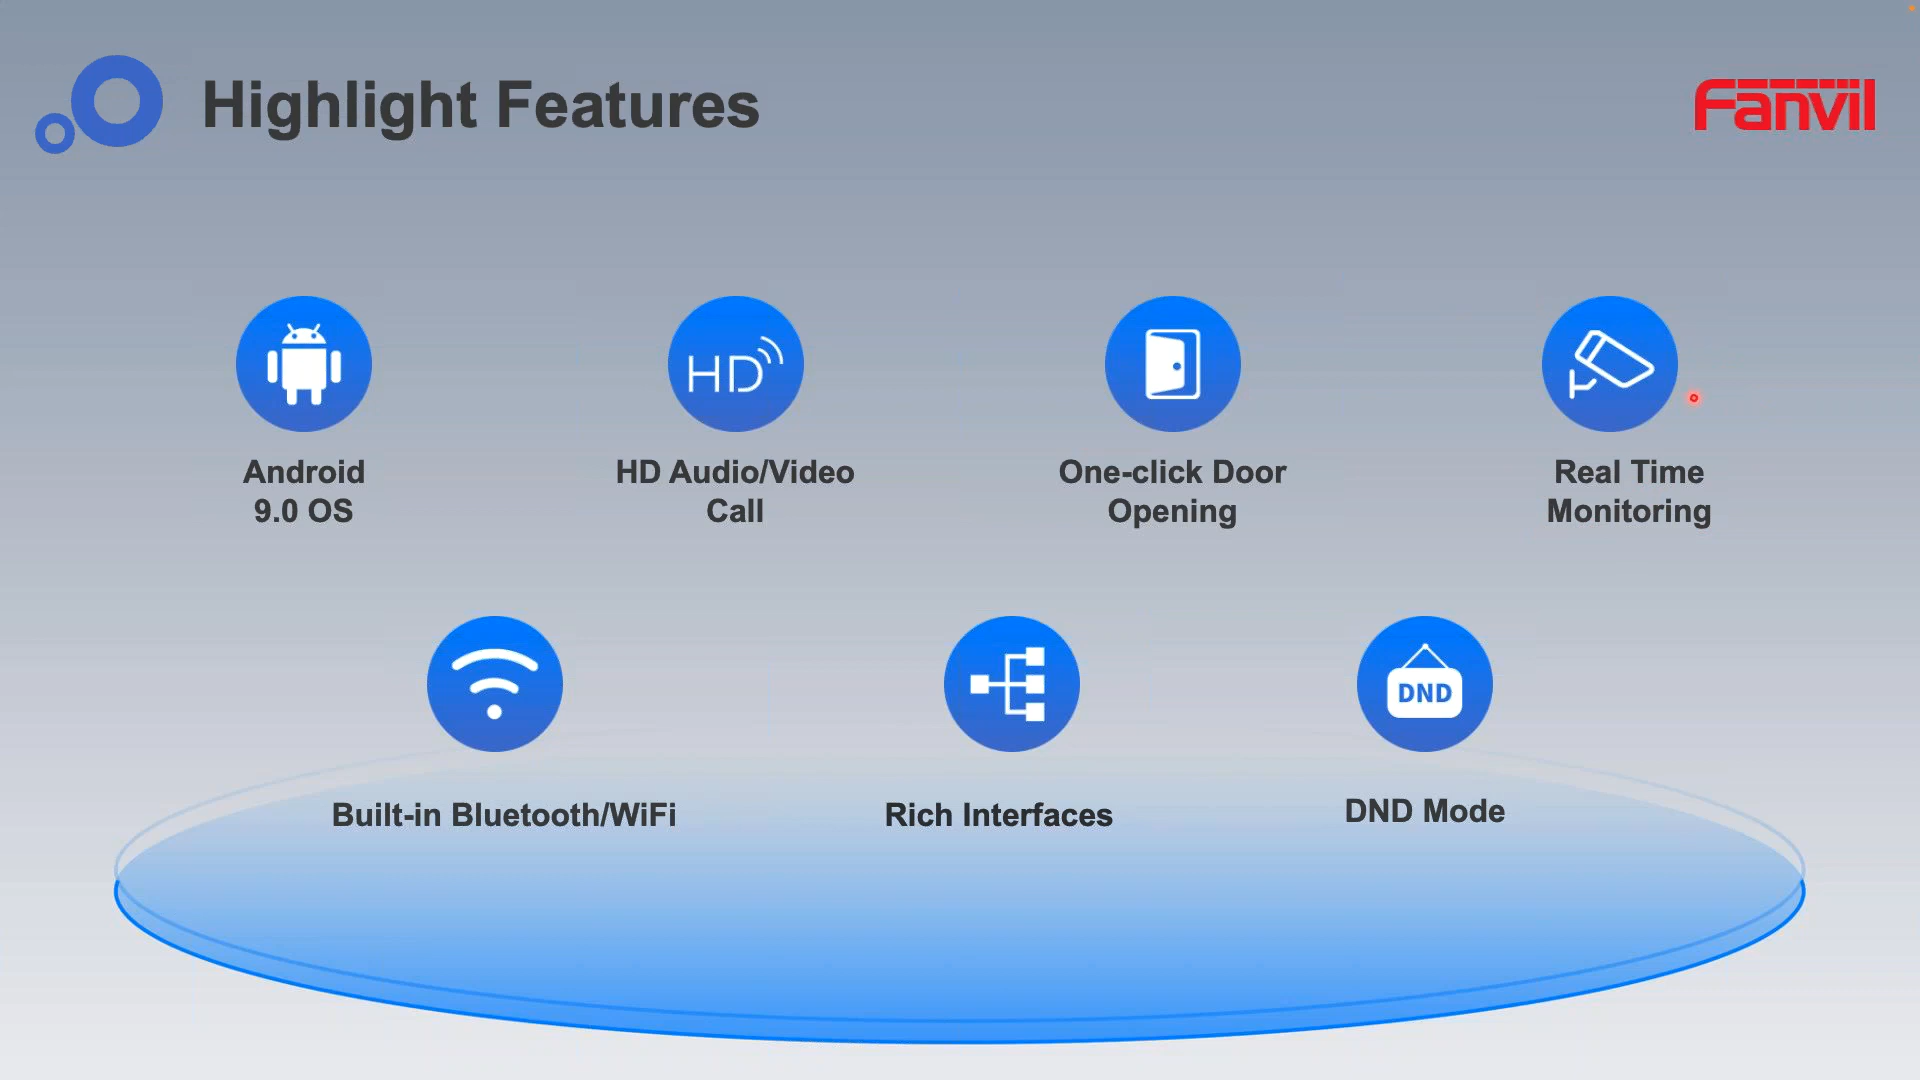 Highlight Features
Fanvil
HD
Android
9.0 OS
HD Audio/Video
Call
One-click Door
Opening
Real Time
Monitoring
DND
Built-in Bluetooth/WiFi
Rich Interfaces
DND Mode